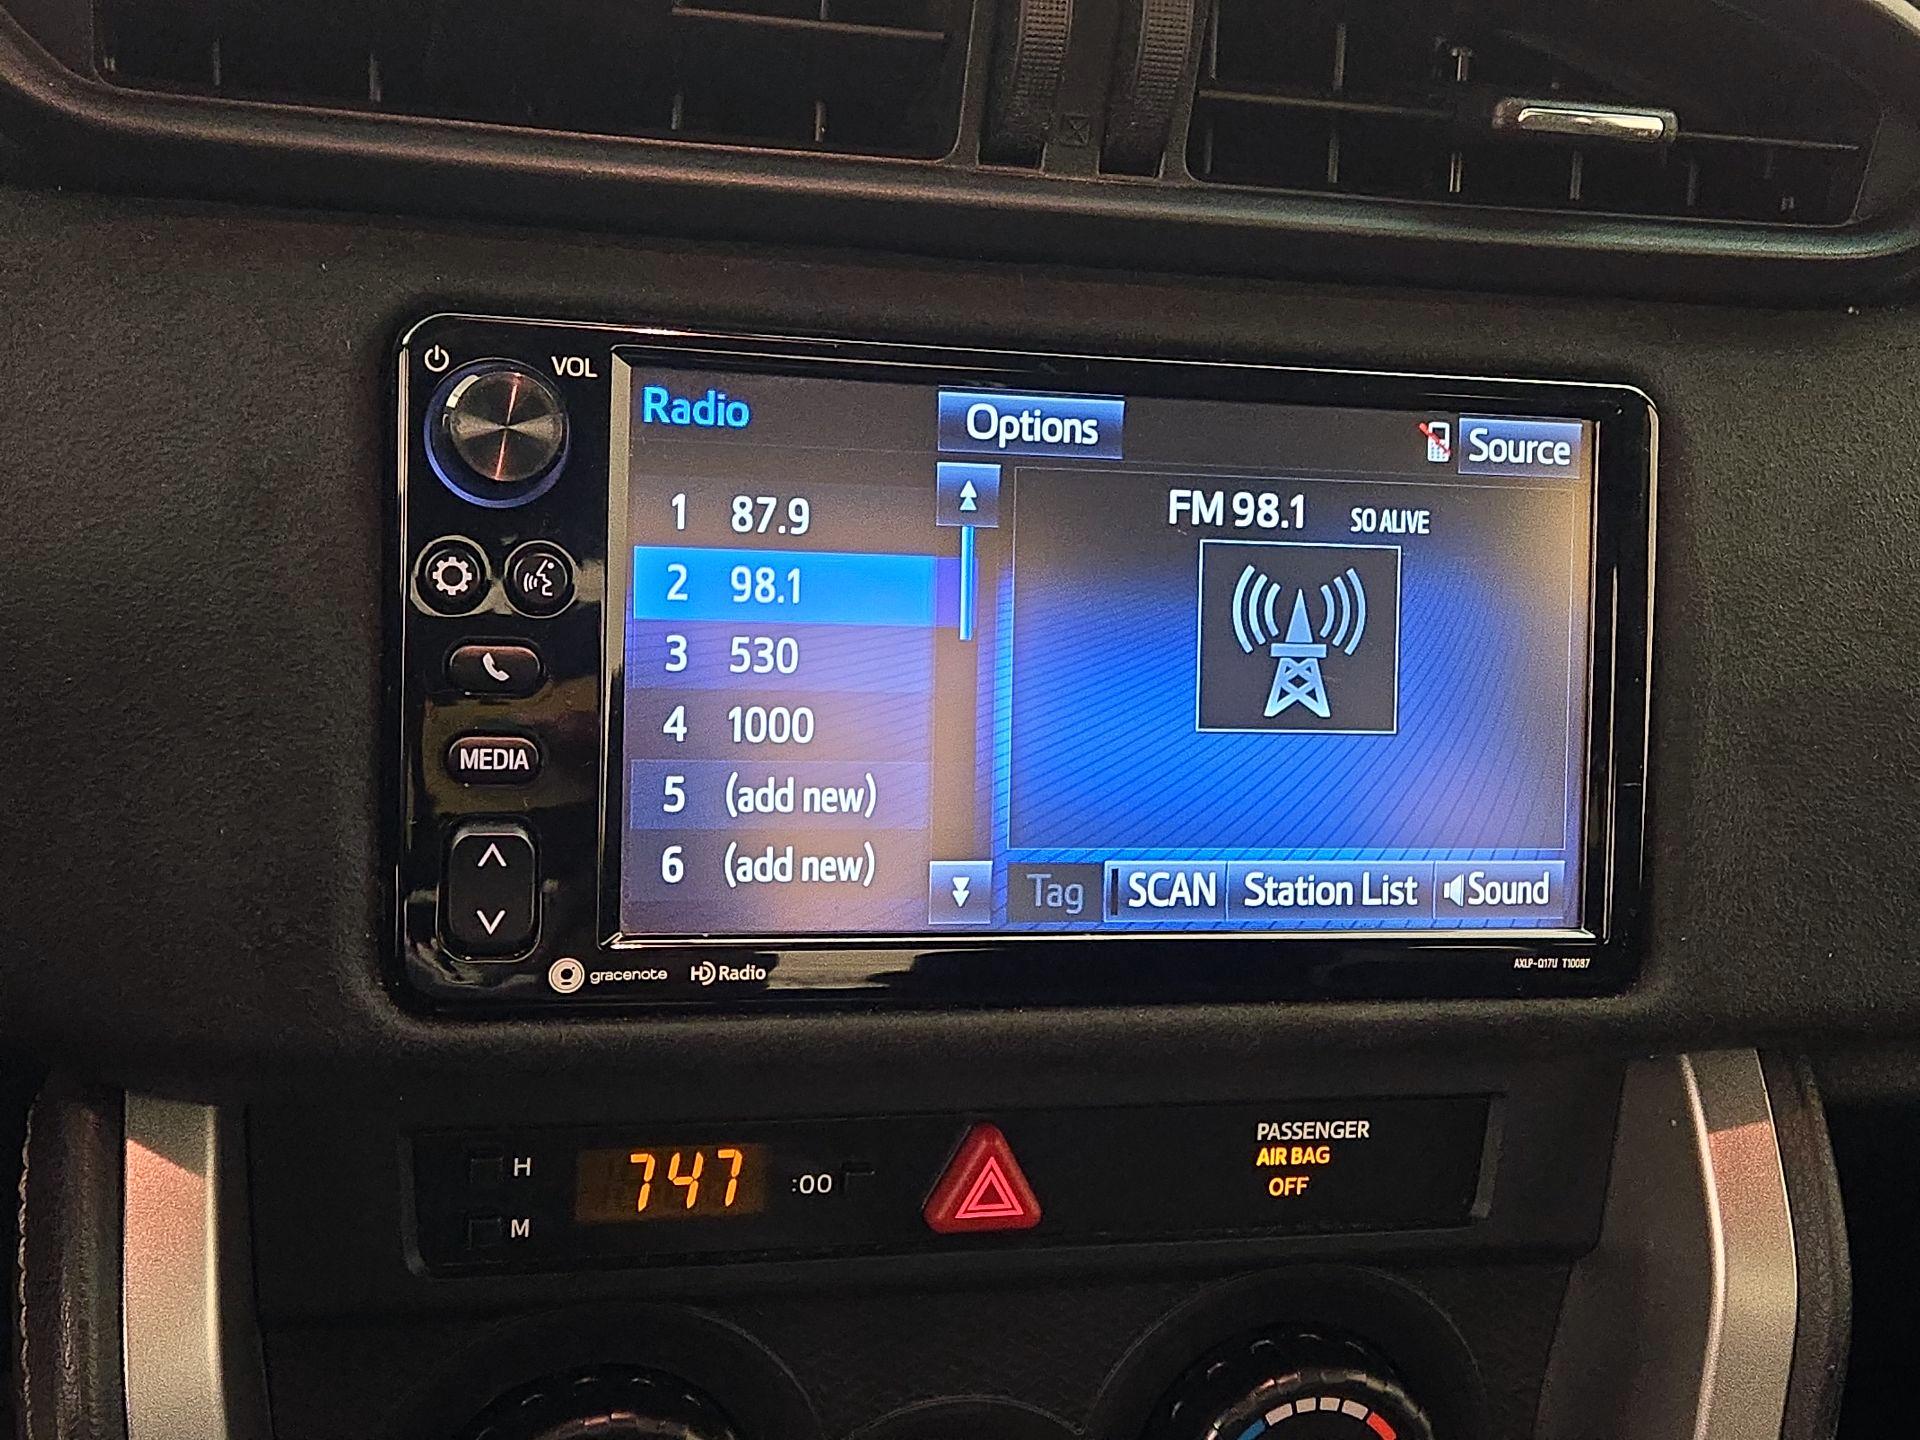 VOL
Radio
Options
Source
1 87.9
2 98.1
3 530
4 1000
5 (add new)
6 (add new)
FM 98.1 SO ALIVE
Tag
SCAN
Station List
Sound
MEDIA
gracenote
HD Radio
AXLP-Q17U T10087
H
M
747
:00
PASSENGER
AIR BAG
OFF